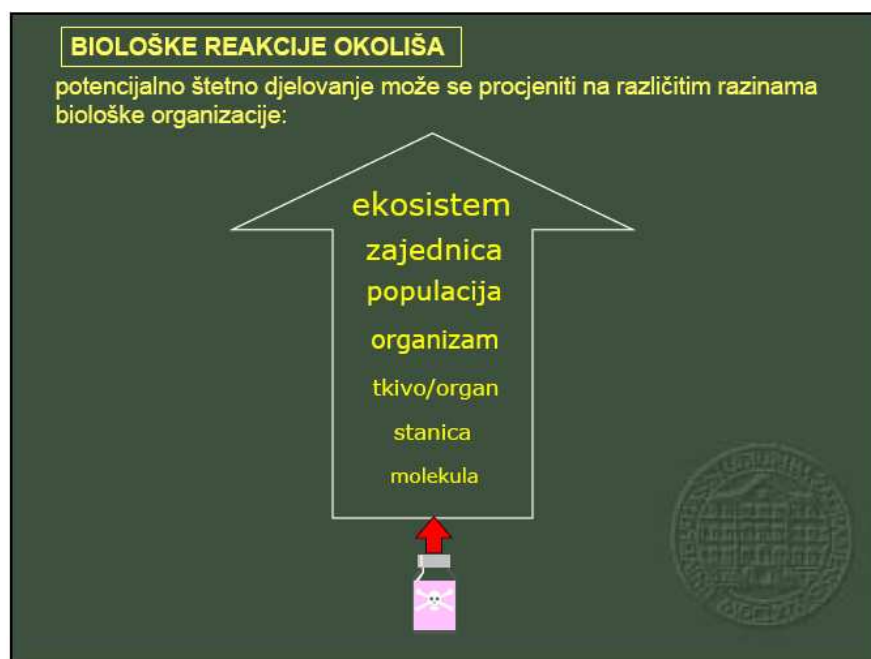 BIOLOŠKE REAKCIJE OKOLIŠA
potencijalno štetno djelovanje može se procjeniti na različitim razinama
biološke organizacije:
ekosistem
zajednica
populacija
organizam
tkivo/organ
stanica
molekula